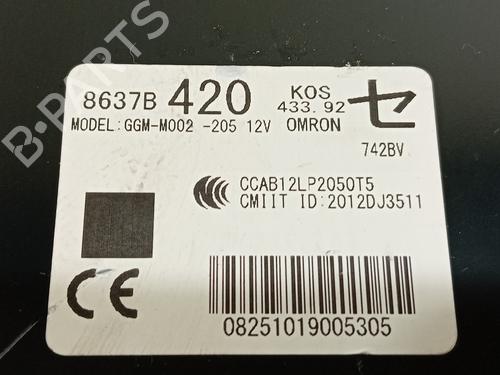 8637B 420 KOS
433.92 セ
MODEL:GGM-M002 -205 12V OMRON
742BV
CCAB12LP2050T5
CMIIT ID:2012DJ3511
CE
08251019005305